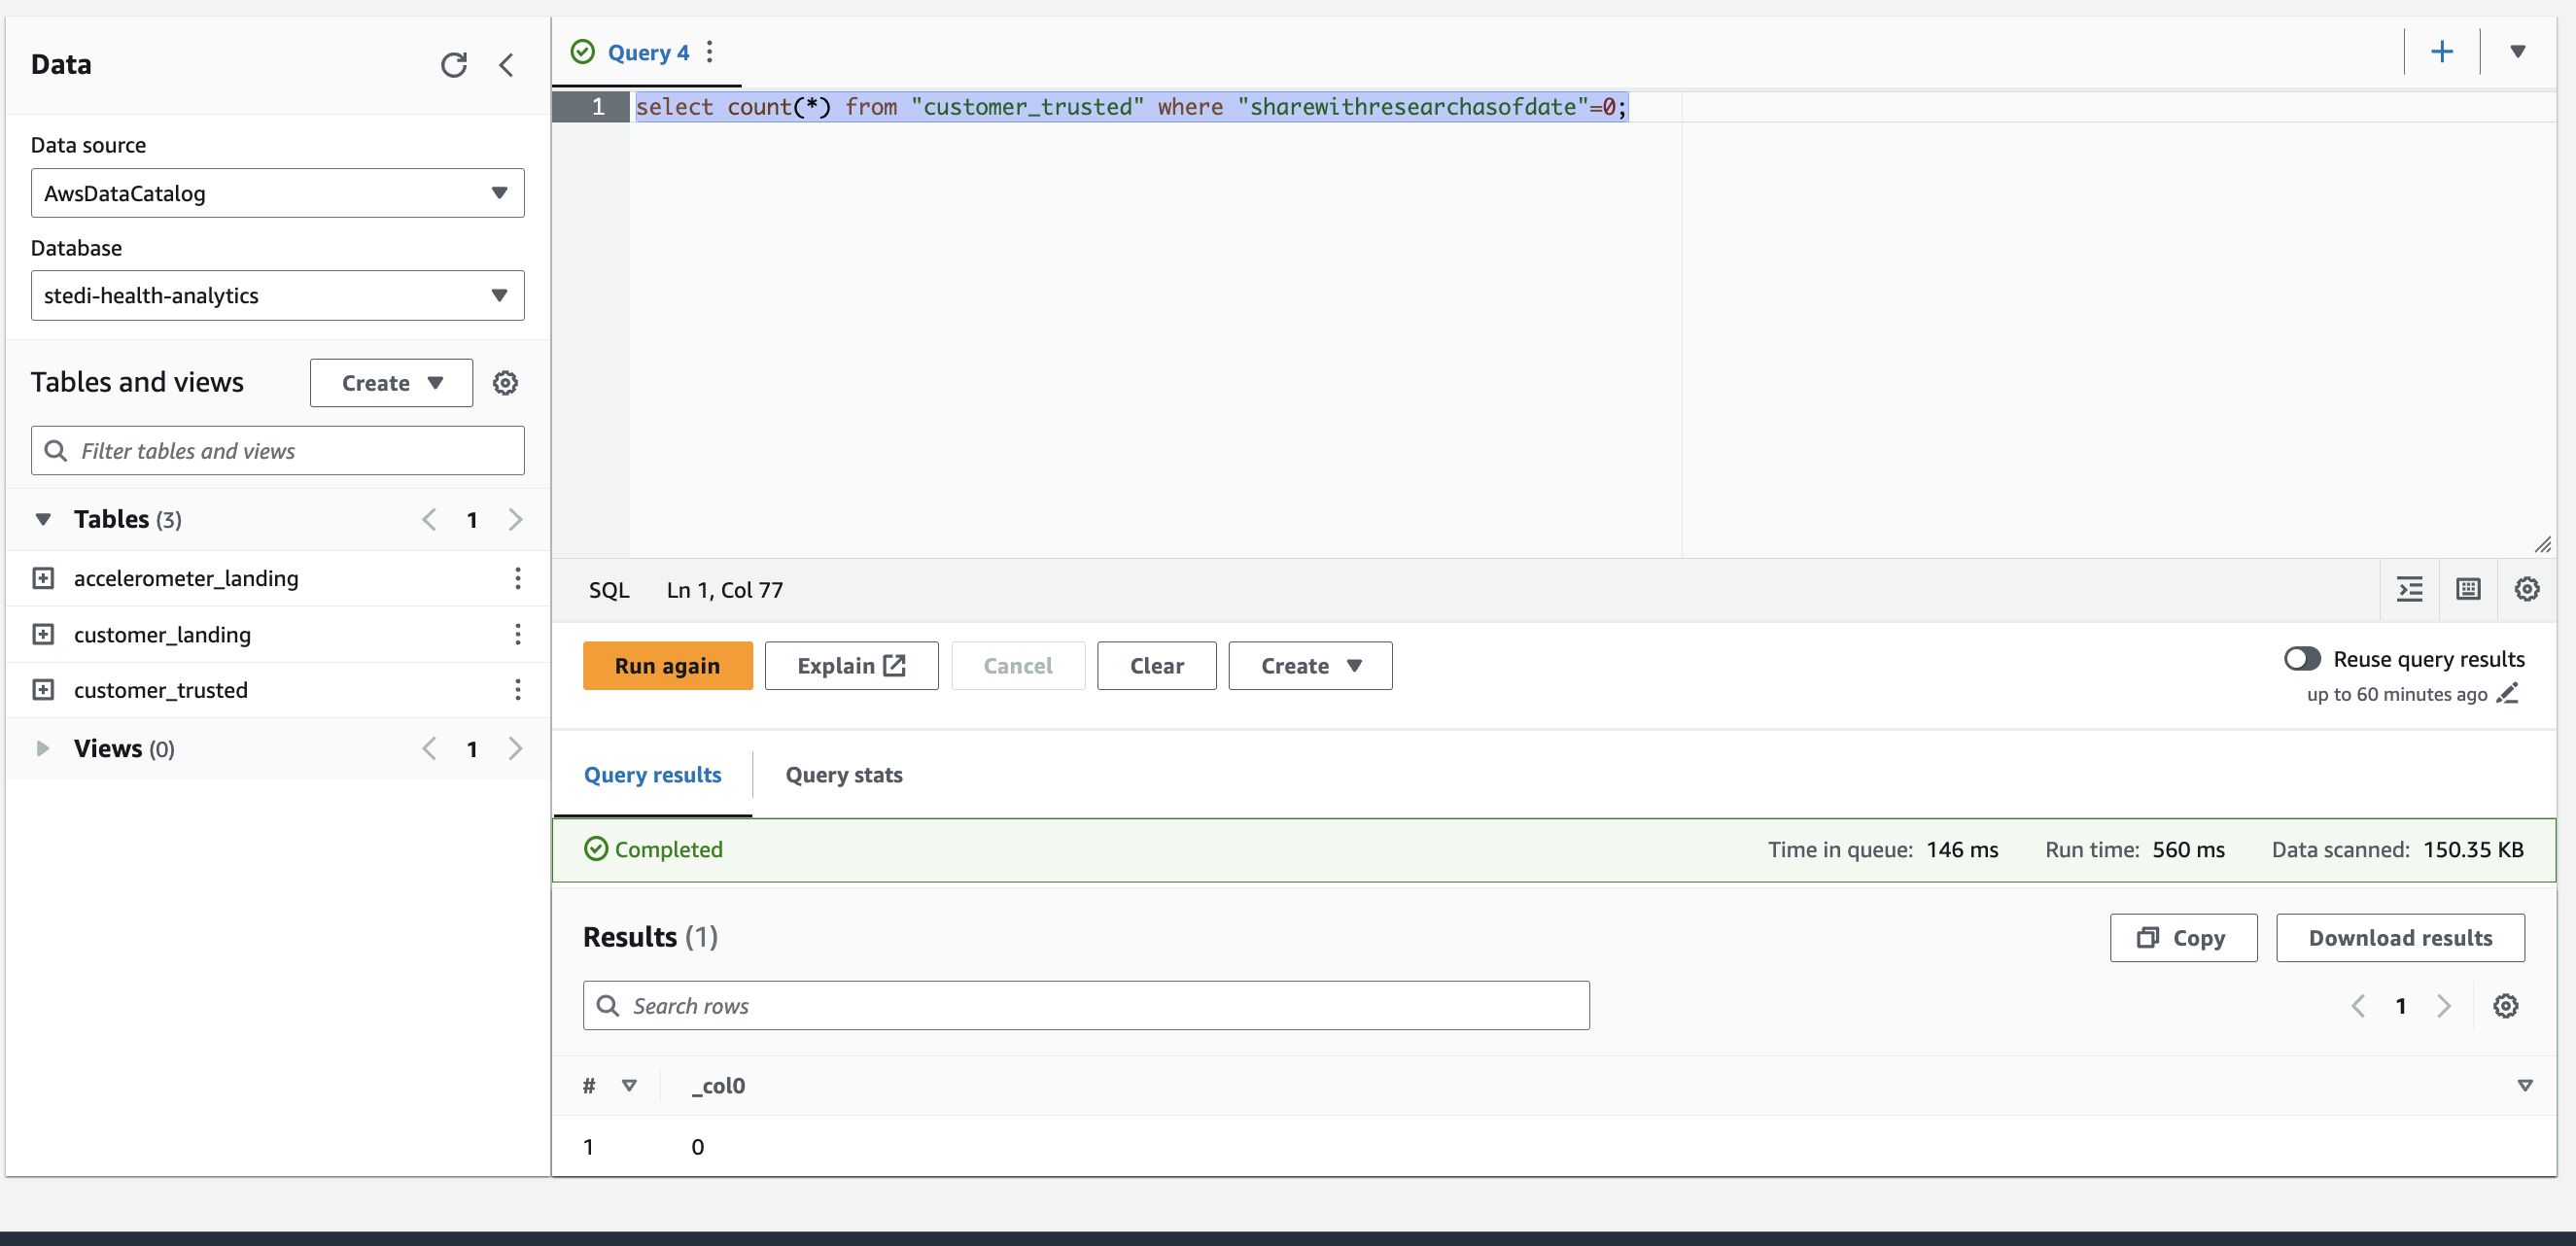 Data
Data source
AwsDataCatalog
Database
stedi-health-analytics
Tables and views
Create
Filter tables and views
Tables (3)
1
accelerometer_landing
customer_landing
customer_trusted
Views (0)
1
Query 4
1 select count(*) from "customer_trusted" where "sharewithresearchasofdate"=0;
SQL Ln 1, Col 77
Run again Explain Cancel Clear Create
Reuse query results
up to 60 minutes ago
Query results Query stats
Completed Time in queue: 146 ms Run time: 560 ms Data scanned: 150.35 KB
Results (1)
Copy Download results
Search rows
1
# _col0
1 0